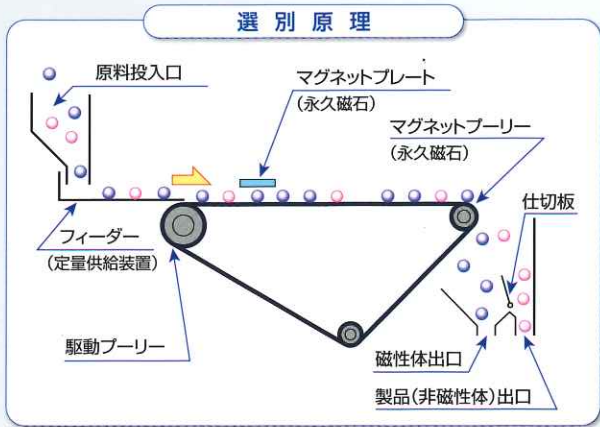 選別原理
原料投入口
マグネットプレート
(永久磁石)
マグネットプーリー
(永久磁石)
仕切板
フィーダー
(定量供給装置)
駆動プーリー
磁性体出口
製品(非磁性体)出口